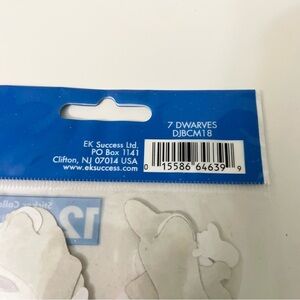 EK Success Ltd.
PO Box 1141
Clifton, NJ 07014 USA
www.eksuccess.com
7 DWARVES
DJBCM18
0 15586 64639 9
12